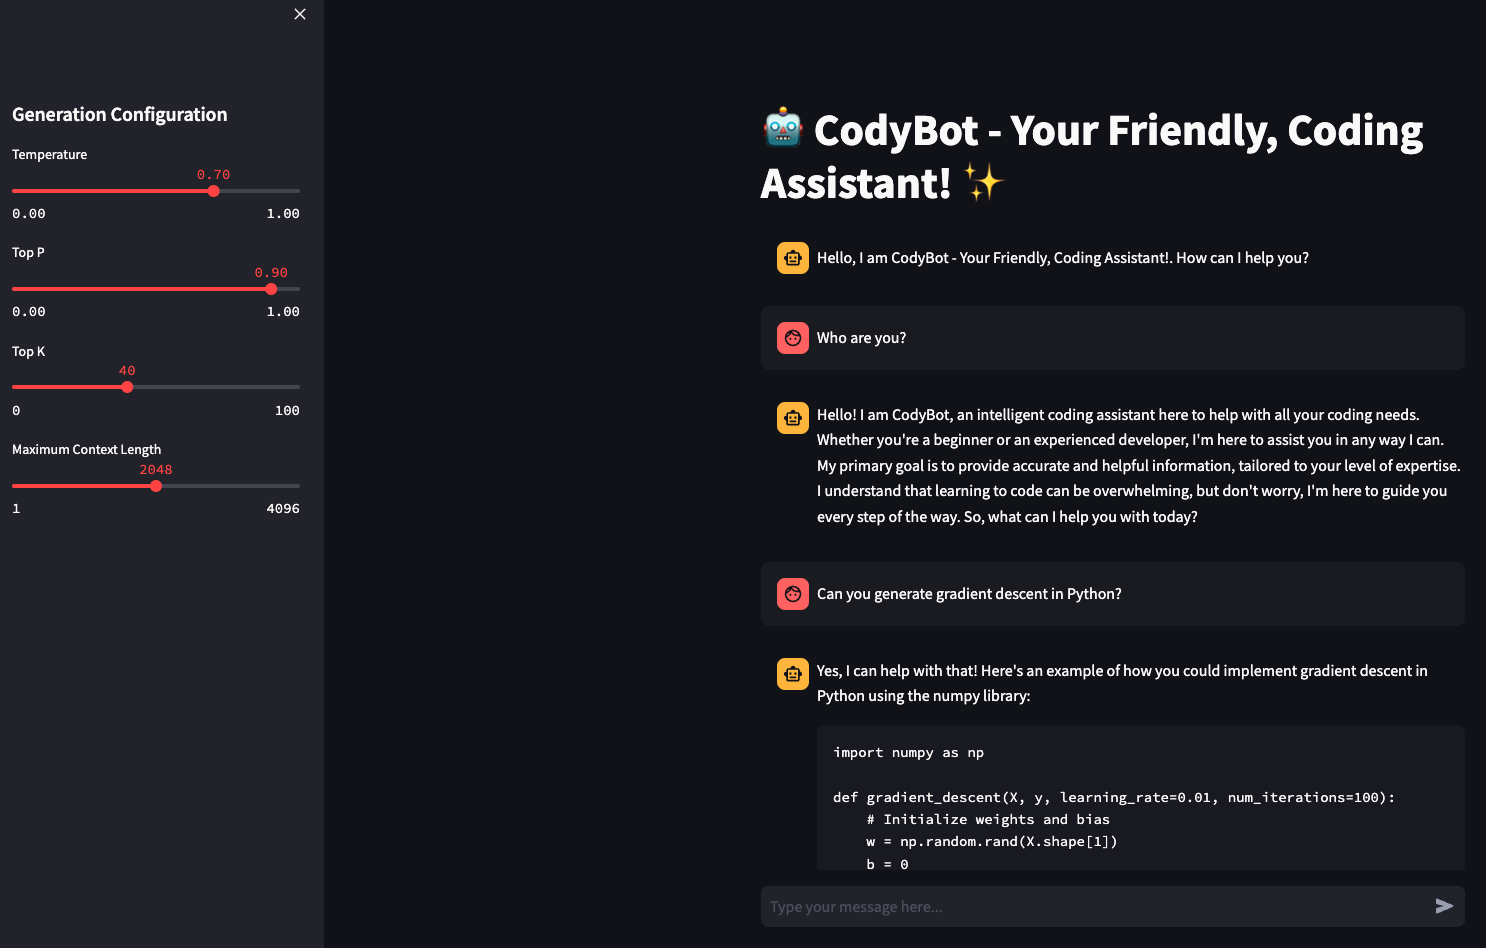 Generation Configuration
Temperature
0.70
0.00 1.00
Top P
0.90
0.00 1.00
Top K
40
0 100
Maximum Context Length
2048
1 4096
🤖 CodyBot - Your Friendly, Coding
Assistant! ✨
Hello, I am CodyBot - Your Friendly, Coding Assistant!. How can I help you?
Who are you?
Hello! I am CodyBot, an intelligent coding assistant here to help with all your coding needs.
Whether you're a beginner or an experienced developer, I'm here to assist you in any way I can.
My primary goal is to provide accurate and helpful information, tailored to your level of expertise.
I understand that learning to code can be overwhelming, but don't worry, I'm here to guide you
every step of the way. So, what can I help you with today?
Can you generate gradient descent in Python?
Yes, I can help with that! Here's an example of how you could implement gradient descent in
Python using the numpy library:
import numpy as np
def gradient_descent(X, y, learning_rate=0.01, num_iterations=100):
    # Initialize weights and bias
    w = np.random.rand(X.shape[1])
    b = 0
Type your message here...